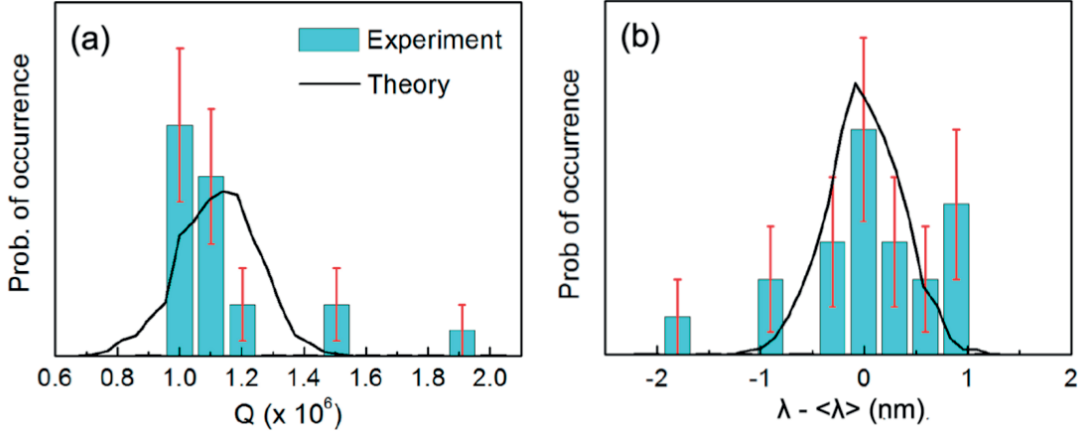 (a)
Experiment
Theory
Prob. of occurrence
0.6 0.8 1.0 1.2 1.4 1.6 1.8 2.0
Q (x 10⁶)
(b)
Prob of occurrence
-2 -1 0 1 2
λ - <λ> (nm).